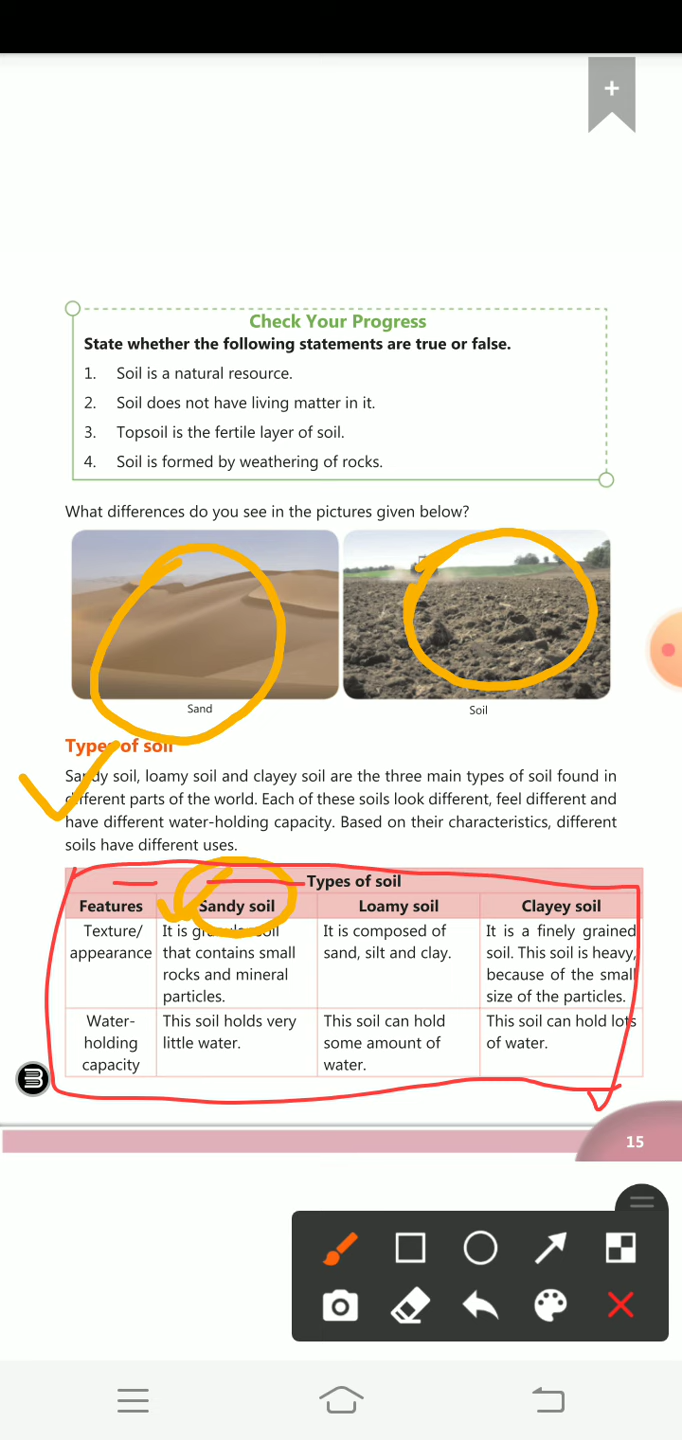 Check Your Progress
State whether the following statements are true or false.
1. Soil is a natural resource.
2. Soil does not have living matter in it.
3. Topsoil is the fertile layer of soil.
4. Soil is formed by weathering of rocks.
What differences do you see in the pictures given below?
Sand
Soil
Types of soil
Sandy soil, loamy soil and clayey soil are the three main types of soil found in
different parts of the world. Each of these soils look different, feel different and
have different water-holding capacity. Based on their characteristics, different
soils have different uses.
Types of soil
Features Sandy soil Loamy soil Clayey soil
Texture/
appearance
It is granular soil
that contains small
rocks and mineral
particles.
It is composed of
sand, silt and clay.
It is a finely grained
soil. This soil is heavy,
because of the small
size of the particles.
Water-
holding
capacity
This soil holds very
little water.
This soil can hold
some amount of
water.
This soil can hold lots
of water.
15